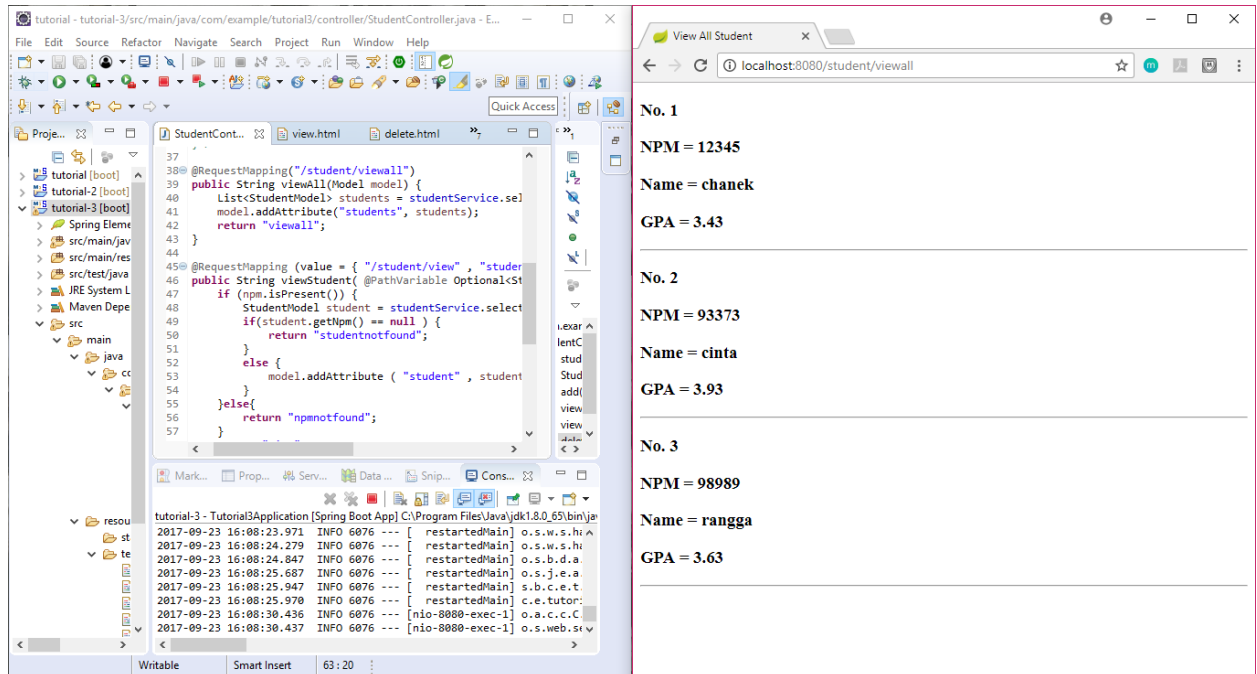 tutorial - tutorial-3/src/main/java/com/example/tutorial3/controller/StudentController.java - E...
File Edit Source Refactor Navigate Search Project Run Window Help
Quick Access
Proje...
tutorial [boot]
tutorial-2 [boot]
tutorial-3 [boot]
Spring Eleme
src/main/jav
src/main/res
src/test/java
JRE System L
Maven Depe
src
main
java
cc
resou
st
te
StudentCont... view.html delete.html »7
37
38 @RequestMapping("/student/viewall")
39 public String viewAll(Model model) {
40 List<StudentModel> students = studentService.sel
41 model.addAttribute("students", students);
42 return "viewall";
43 }
44
45 @RequestMapping (value = { "/student/view" , "studer
46 public String viewStudent( @PathVariable Optional<St
47 if (npm.isPresent()) {
48 StudentModel student = studentService.select
49 if(student.getNpm() == null ) {
50 return "studentnotfound";
51 }
52 else {
53 model.addAttribute ( "student" , student
54 }
55 }else{
56 return "npmnotfound";
57 }
»1
n.exar
lentC
stud
Stud
add(
view
view
dele
Mark... Prop... Serv... Data ... Snip... Cons...
tutorial-3 - Tutorial3Application [Spring Boot App] C:\Program Files\Java\jdk1.8.0_65\bin\jav
2017-09-23 16:08:23.971 INFO 6076 --- [ restartedMain] o.s.w.s.ha
2017-09-23 16:08:24.279 INFO 6076 --- [ restartedMain] o.s.w.s.ha
2017-09-23 16:08:24.847 INFO 6076 --- [ restartedMain] o.s.b.d.a.
2017-09-23 16:08:25.687 INFO 6076 --- [ restartedMain] o.s.j.e.a.
2017-09-23 16:08:25.947 INFO 6076 --- [ restartedMain] s.b.c.e.t.
2017-09-23 16:08:25.970 INFO 6076 --- [ restartedMain] c.e.tutor:
2017-09-23 16:08:30.436 INFO 6076 --- [nio-8080-exec-1] o.a.c.c.C.
2017-09-23 16:08:30.437 INFO 6076 --- [nio-8080-exec-1] o.s.web.se
Writable Smart Insert 63 : 20
View All Student
localhost:8080/student/viewall
No. 1
NPM = 12345
Name = chanek
GPA = 3.43
No. 2
NPM = 93373
Name = cinta
GPA = 3.93
No. 3
NPM = 98989
Name = rangga
GPA = 3.63